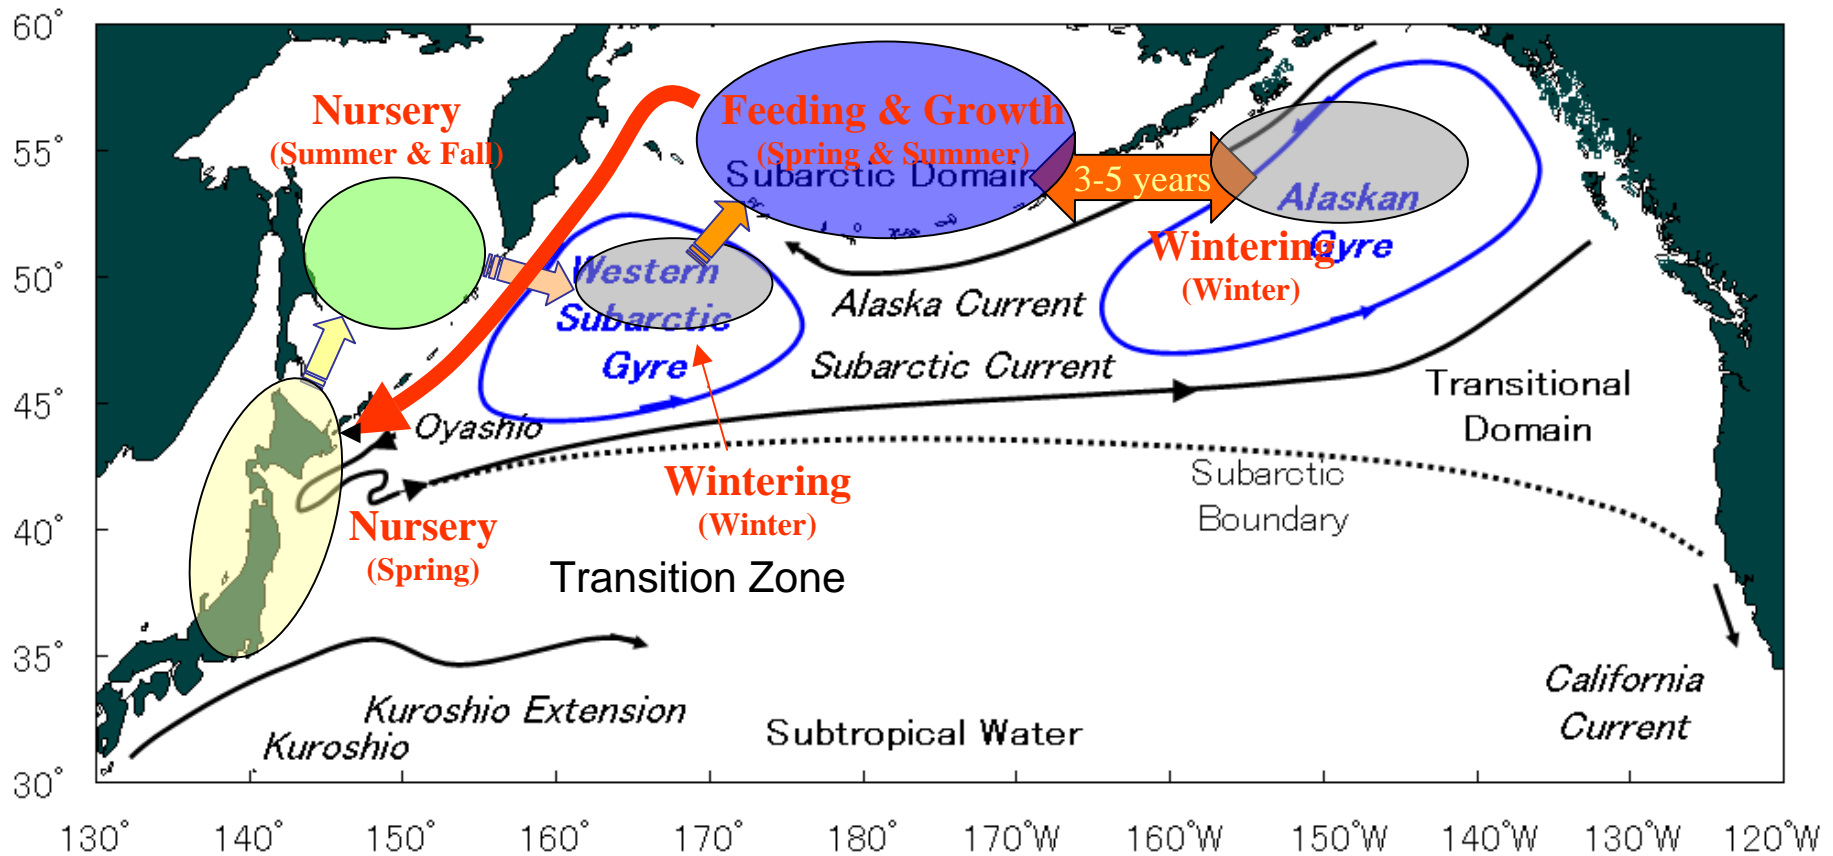 60°
55°
50°
45°
40°
35°
30°
Nursery
(Summer & Fall)
Feeding & Growth
(Spring & Summer)
Subarctic Domain
3-5 years
Alaskan
Gyre
Wintering
(Winter)
Western
Subarctic
Gyre
Alaska Current
Subarctic Current
Transitional
Domain
Oyashio
Subarctic
Boundary
Wintering
(Winter)
Nursery
(Spring)
Transition Zone
Kuroshio Extension
Kuroshio
Subtropical Water
California
Current
130° 140° 150° 160° 170° 180° 170°W 160°W 150°W 140°W 130°W 120°W